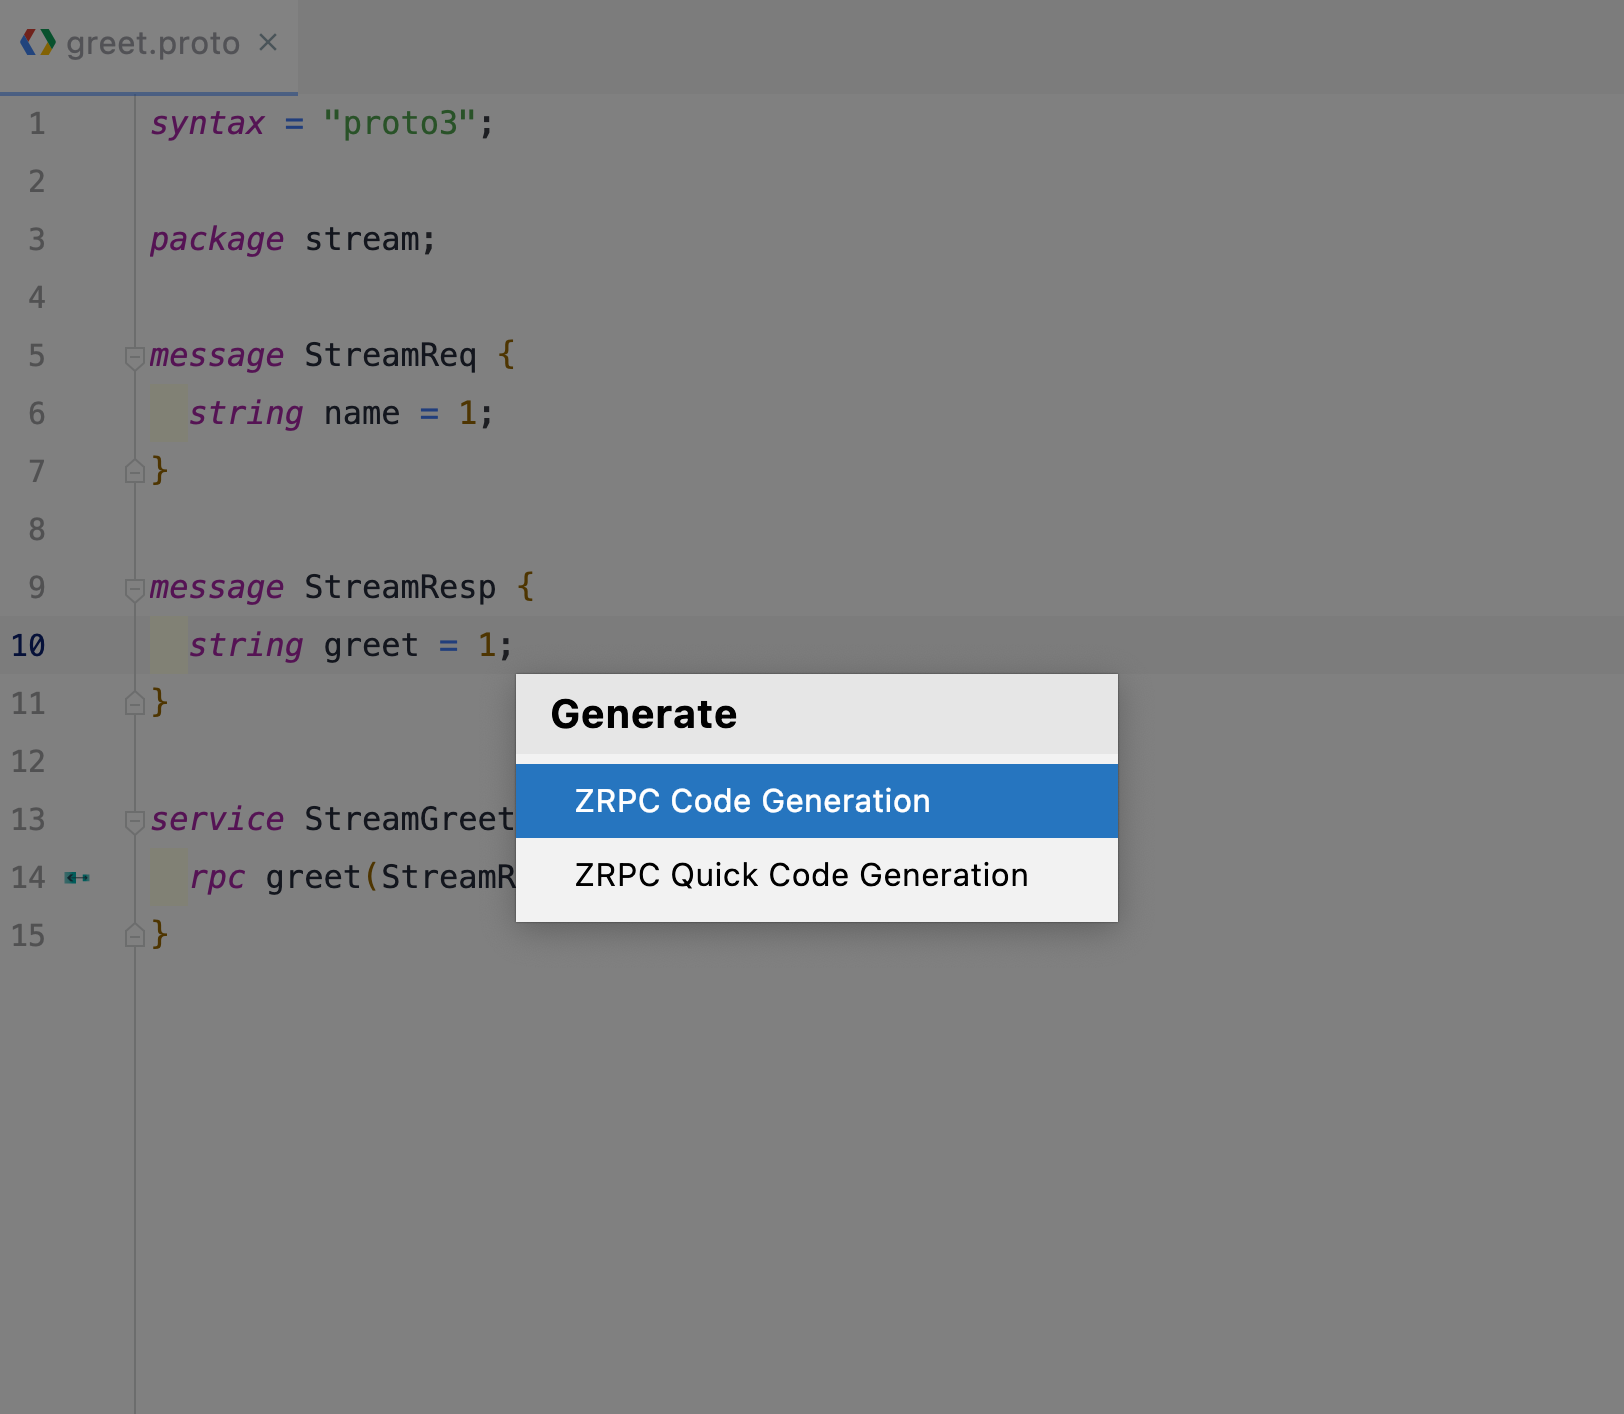 greet.proto
1 syntax = "proto3";
2
3 package stream;
4
5 message StreamReq {
6 string name = 1;
7 }
8
9 message StreamResp {
10 string greet = 1;
11 }
12
13 service StreamGreet
14 rpc greet(StreamR
15 }
Generate
ZRPC Code Generation
ZRPC Quick Code Generation